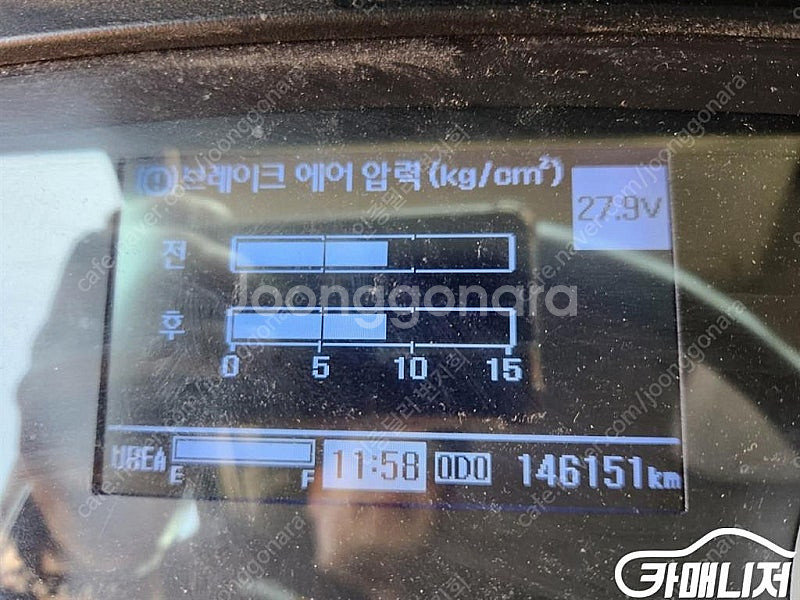 (!) 브레이크 에어 압력 (kg/cm²)
27.9V
전
Joonggonara
후
0 5 10 15
UREA E F 11:58 ODO 146151km
카매니저